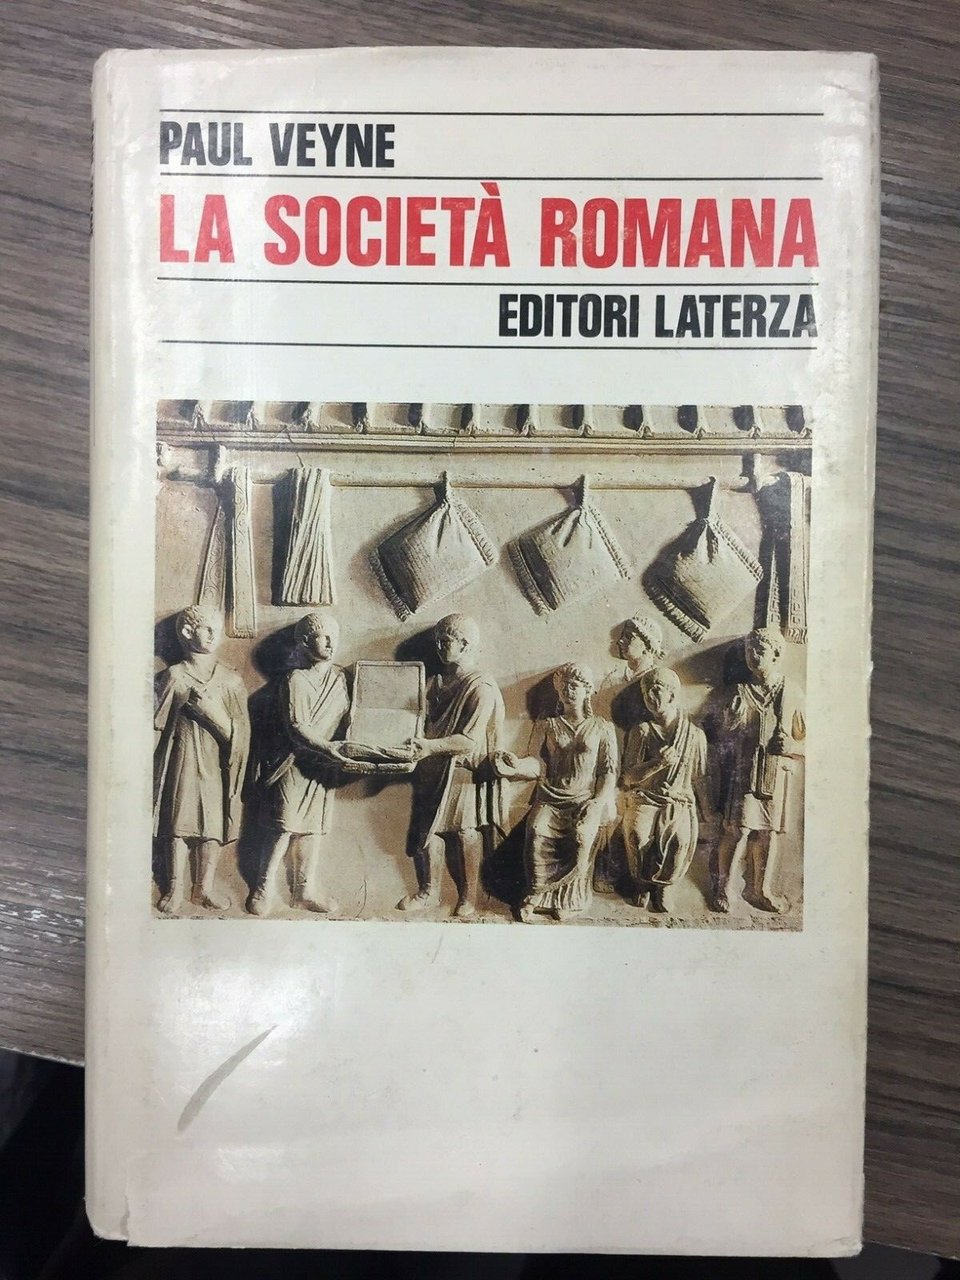 PAUL VEYNE
LA SOCIETÀ ROMANA
EDITORI LATERZA